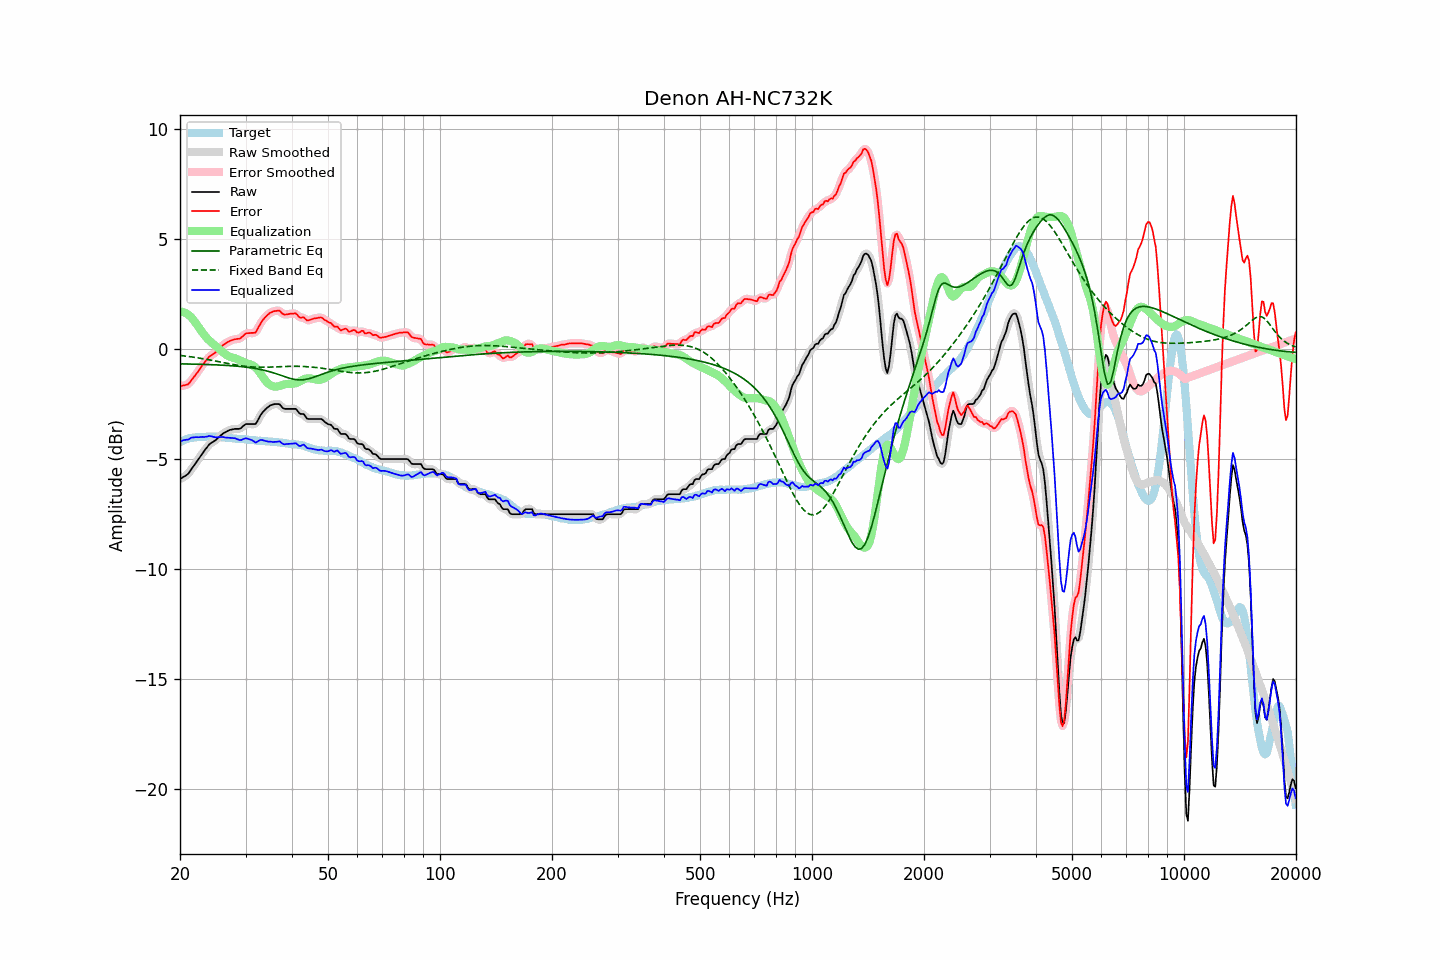 Denon AH-NC732K
Target
Raw Smoothed
Error Smoothed
Raw
Error
Equalization
Parametric Eq
Fixed Band Eq
Equalized
10
5
0
−5
−10
−15
−20
Amplitude (dBr)
20
50
100
200
500
1000
2000
5000
10000
20000
Frequency (Hz)